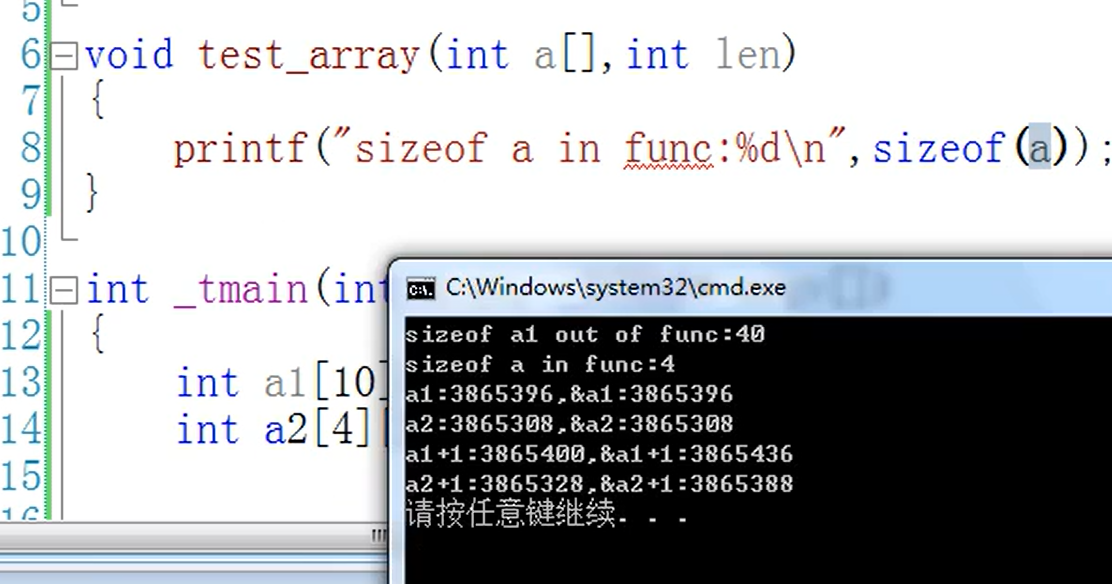 5
6 void test_array(int a[],int len)
7 {
8 printf("sizeof a in func:%d\n",sizeof(a));
9 }
10
11 int _tmain(int
12 {
13 int a1[10]
14 int a2[4][
15
16
C:\Windows\system32\cmd.exe
sizeof a1 out of func:40
sizeof a in func:4
a1:3865396,&a1:3865396
a2:3865308,&a2:3865308
a1+1:3865400,&a1+1:3865436
a2+1:3865328,&a2+1:3865388
请按任意键继续. . .